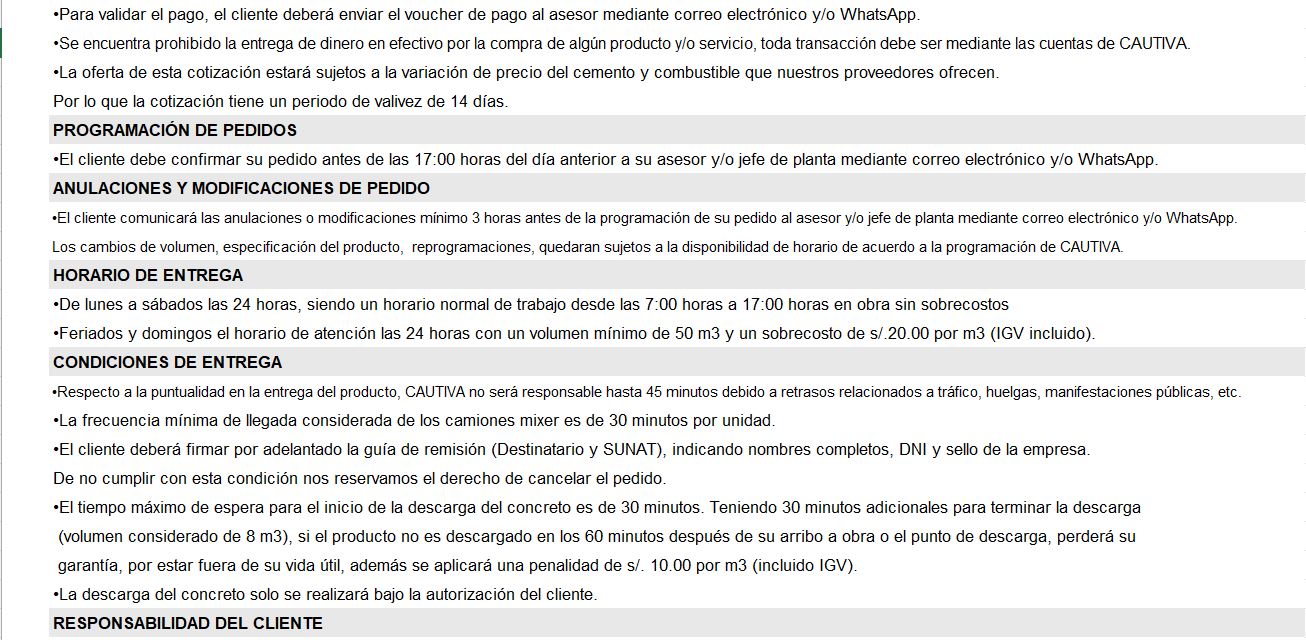 •Para validar el pago, el cliente deberá enviar el voucher de pago al asesor mediante correo electrónico y/o WhatsApp.
•Se encuentra prohibido la entrega de dinero en efectivo por la compra de algún producto y/o servicio, toda transacción debe ser mediante las cuentas de CAUTIVA.
•La oferta de esta cotización estará sujetos a la variación de precio del cemento y combustible que nuestros proveedores ofrecen.
Por lo que la cotización tiene un periodo de valivez de 14 días.
PROGRAMACIÓN DE PEDIDOS
•El cliente debe confirmar su pedido antes de las 17:00 horas del día anterior a su asesor y/o jefe de planta mediante correo electrónico y/o WhatsApp.
ANULACIONES Y MODIFICACIONES DE PEDIDO
•El cliente comunicará las anulaciones o modificaciones mínimo 3 horas antes de la programación de su pedido al asesor y/o jefe de planta mediante correo electrónico y/o WhatsApp.
Los cambios de volumen, especificación del producto,  reprogramaciones, quedaran sujetos a la disponibilidad de horario de acuerdo a la programación de CAUTIVA.
HORARIO DE ENTREGA
•De lunes a sábados las 24 horas, siendo un horario normal de trabajo desde las 7:00 horas a 17:00 horas en obra sin sobrecostos
•Feriados y domingos el horario de atención las 24 horas con un volumen mínimo de 50 m3 y un sobrecosto de s/.20.00 por m3 (IGV incluido).
CONDICIONES DE ENTREGA
•Respecto a la puntualidad en la entrega del producto, CAUTIVA no será responsable hasta 45 minutos debido a retrasos relacionados a tráfico, huelgas, manifestaciones públicas, etc.
•La frecuencia mínima de llegada considerada de los camiones mixer es de 30 minutos por unidad.
•El cliente deberá firmar por adelantado la guía de remisión (Destinatario y SUNAT), indicando nombres completos, DNI y sello de la empresa.
De no cumplir con esta condición nos reservamos el derecho de cancelar el pedido.
•El tiempo máximo de espera para el inicio de la descarga del concreto es de 30 minutos. Teniendo 30 minutos adicionales para terminar la descarga
(volumen considerado de 8 m3), si el producto no es descargado en los 60 minutos después de su arribo a obra o el punto de descarga, perderá su
garantía, por estar fuera de su vida útil, además se aplicará una penalidad de s/. 10.00 por m3 (incluido IGV).
•La descarga del concreto solo se realizará bajo la autorización del cliente.
RESPONSABILIDAD DEL CLIENTE